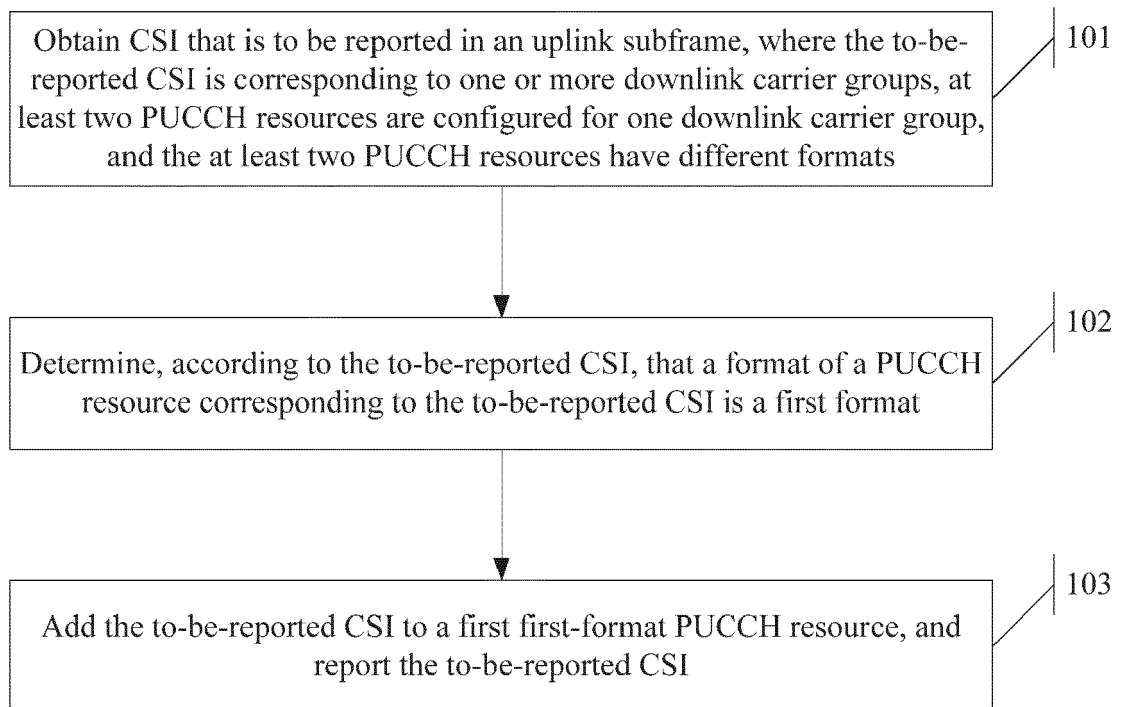 Obtain CSI that is to be reported in an uplink subframe, where the to-be-
reported CSI is corresponding to one or more downlink carrier groups, at
least two PUCCH resources are configured for one downlink carrier group,
and the at least two PUCCH resources have different formats
101
Determine, according to the to-be-reported CSI, that a format of a PUCCH
resource corresponding to the to-be-reported CSI is a first format
102
Add the to-be-reported CSI to a first first-format PUCCH resource, and
report the to-be-reported CSI
103